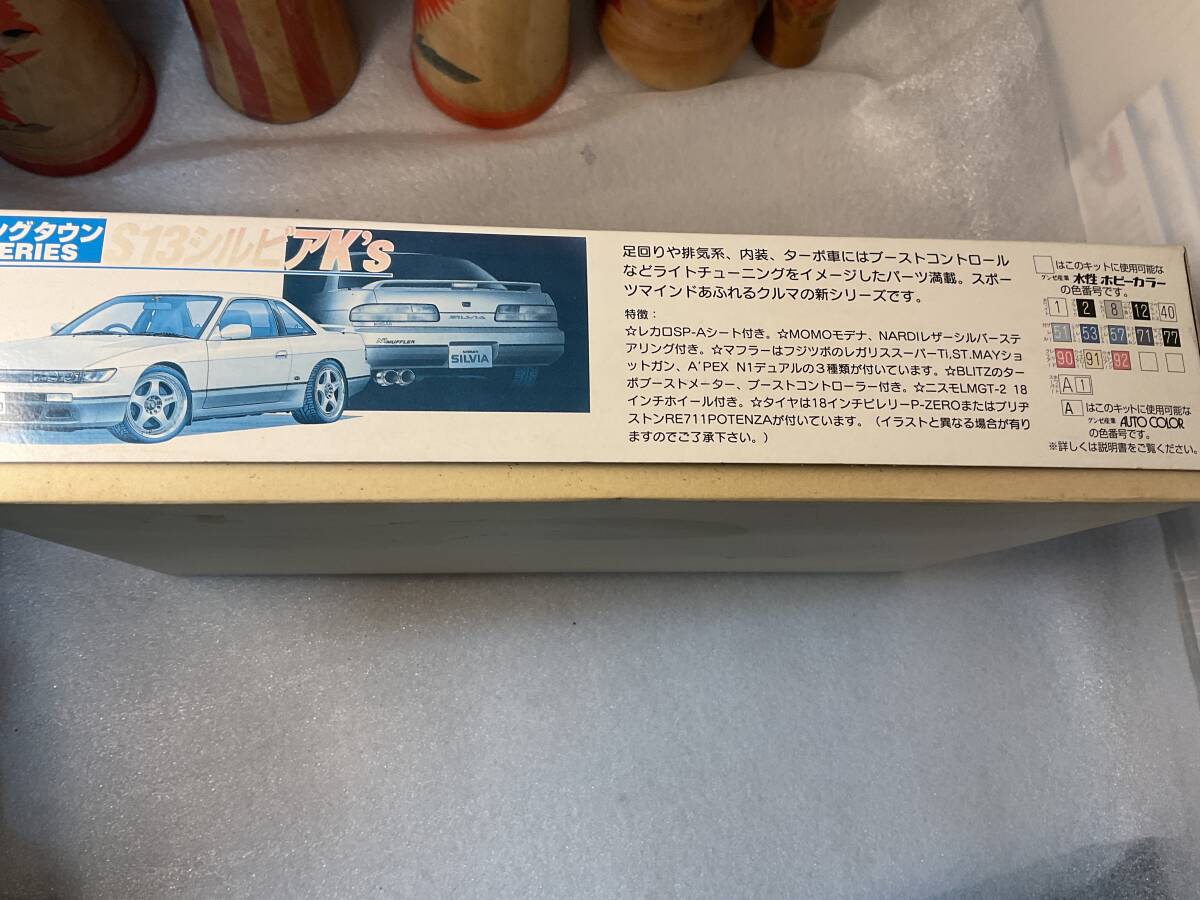 ングタウン
ERIES
S13シルビアK's
SILVIA
MUFFLER
SILVIA
足回りや排気系、内装、ターボ車にはブーストコントロール
などライトチューニングをイメージしたパーツ満載。スポー
ツマインドあふれるクルマの新シリーズです。
特徴：
☆レカロSP-Aシート付き。☆MOMOモデナ、NARDIレザーシルバーステ
アリング付き。☆マフラーはフジツボのレガリススーパーTi,ST.MAYショ
ットガン、A'PEX N1デュアルの3種類が付いています。☆BLITZのター
ボブーストメーター、ブーストコントローラー付き。☆ニスモLMGT-2 18
インチホイール付き。☆タイヤは18インチピレリーP-ZEROまたはブリヂ
ストンRE711POTENZAが付いています。（イラストと異なる場合が有り
ますのでご了承下さい。）
はこのキットに使用可能な
グンゼ産業 水性 ホビーカラー
の色番号です。
1 2 8 12 40
51 53 57 71 77
90 91 92
A 1
A はこのキットに使用可能な
グンゼ産業 AUTO COLOR
の色番号です。
※詳しくは説明書をご覧ください。